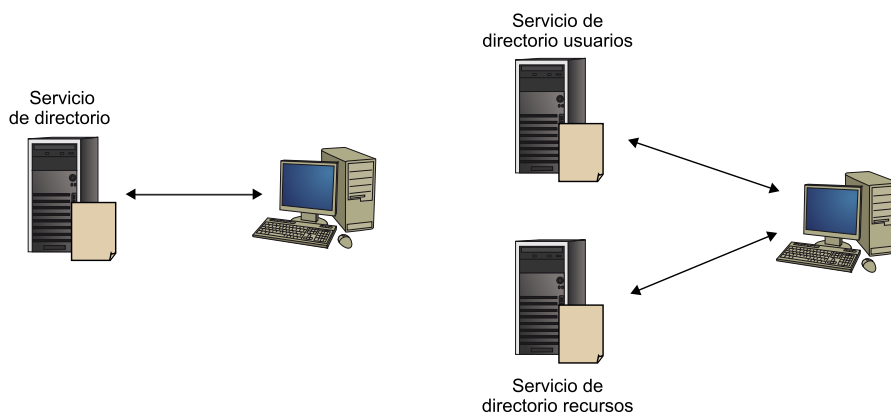 Servicio
de directorio
Servicio de
directorio usuarios
Servicio de
directorio recursos